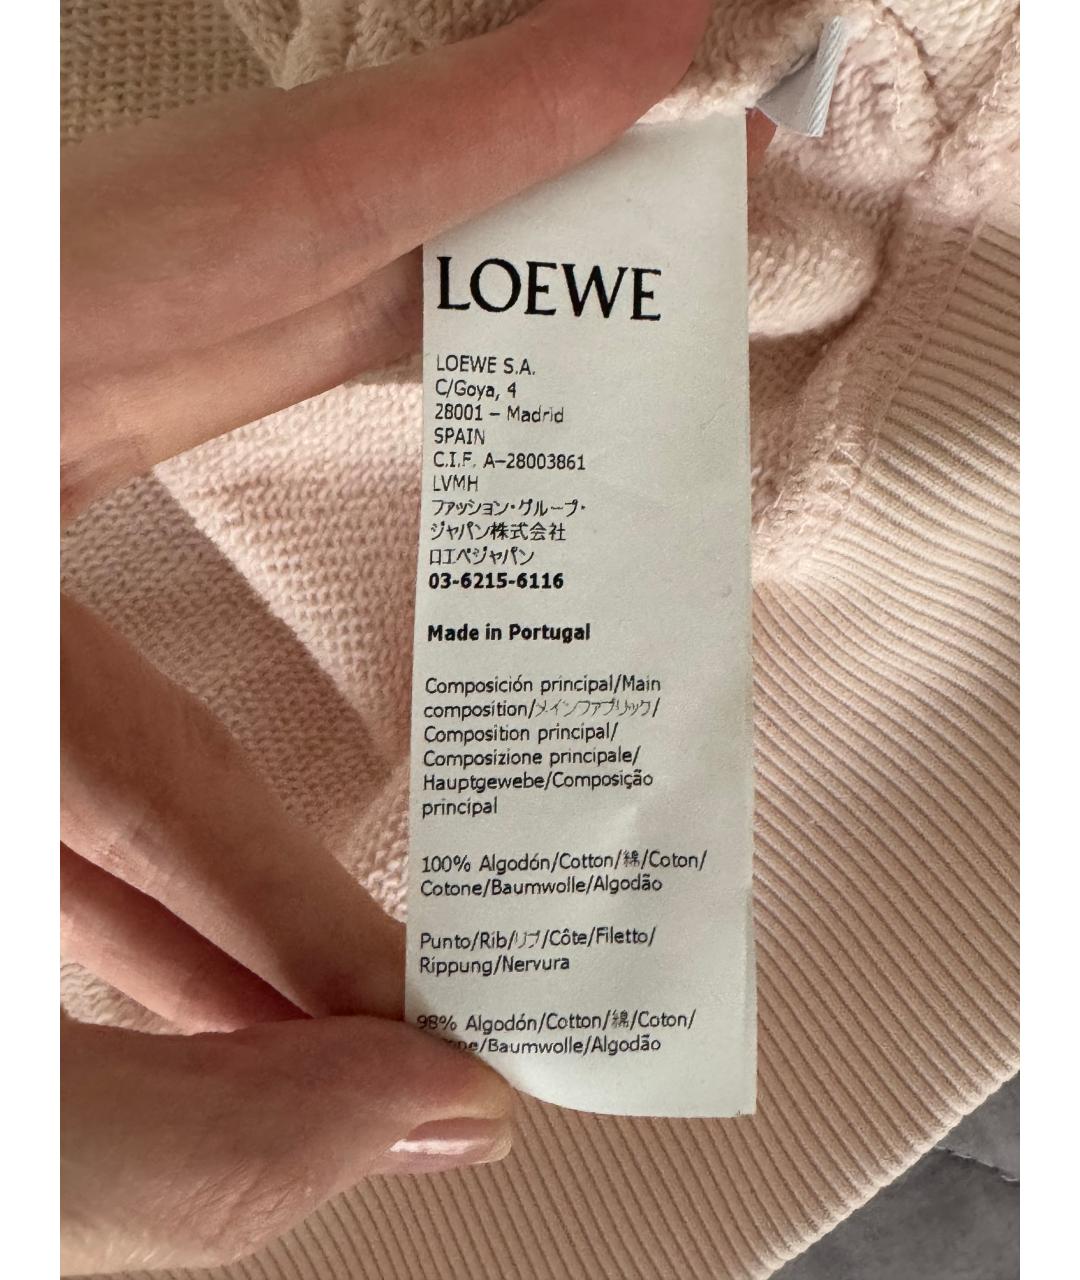 LOEWE
LOEWE S.A.
C/Goya, 4
28001 – Madrid
SPAIN
C.I.F. A-28003861
LVMH
ファッション・グループ・
ジャパン株式会社
ロエベジャパン
03-6215-6116
Made in Portugal
Composición principal/Main
composition/メインファブリック/
Composition principal/
Composizione principale/
Hauptgewebe/Composição
principal
100% Algodón/Cotton/綿/Coton/
Cotone/Baumwolle/Algodão
Punto/Rib/リブ/Côte/Filetto/
Rippung/Nervura
98% Algodón/Cotton/綿/Coton/
/Baumwolle/Algodão